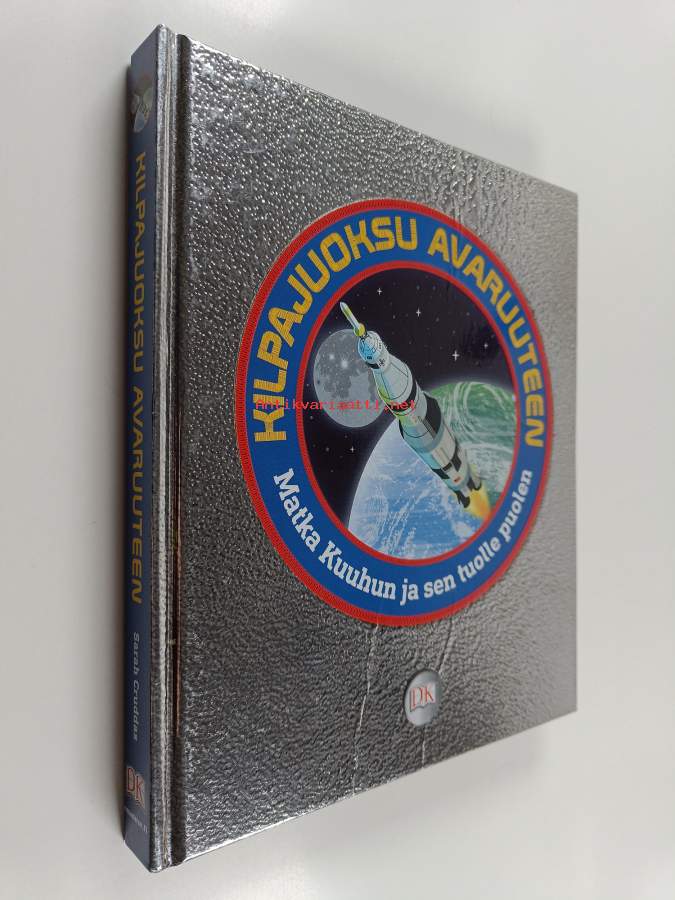 KILPAJUOKSU AVARUUTEEN
Sarah Cruddas
DK
KILPAJUOKSU AVARUUTEEN
Matka Kuuhun ja sen tuolle puolen
DK
Antikvariaatti.net